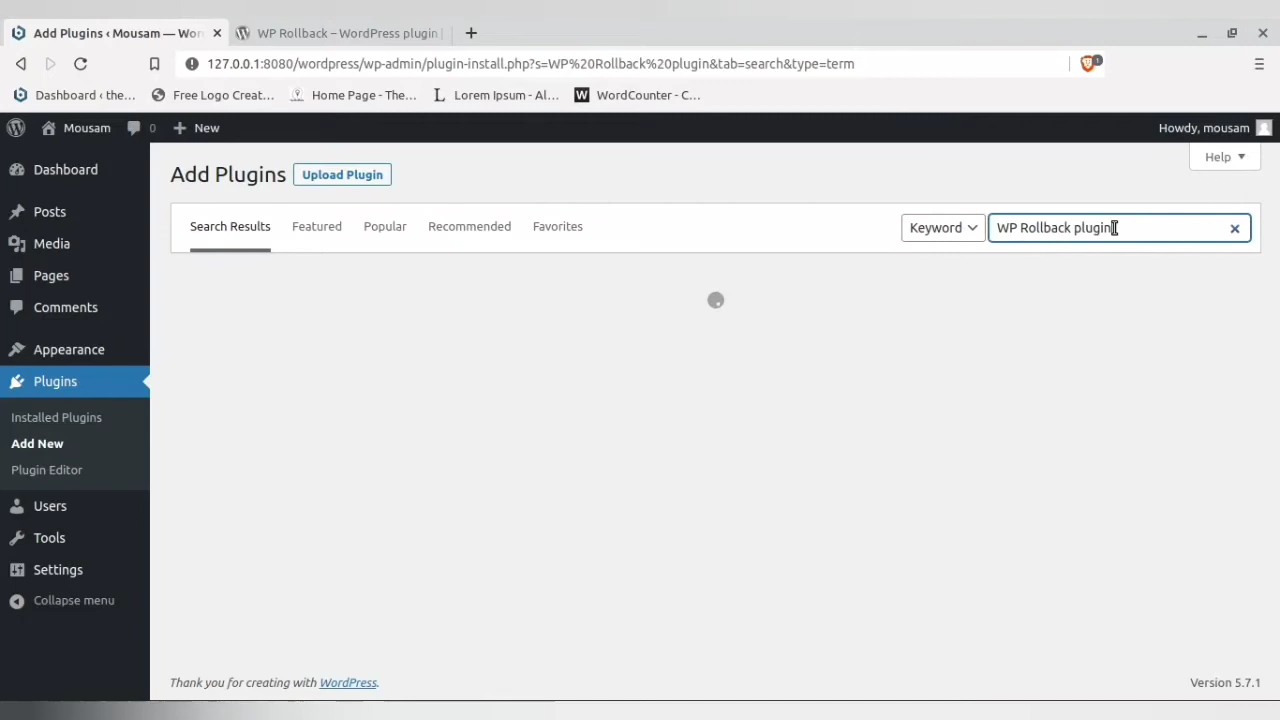 Add Plugins ‹ Mousam — Wor
WP Rollback – WordPress plugin |
127.0.0.1:8080/wordpress/wp-admin/plugin-install.php?s=WP%20Rollback%20plugin&tab=search&type=term
1
Dashboard ‹ the...
Free Logo Creat...
Home Page - The...
L
Lorem Ipsum - Al...
W
WordCounter - C...
Mousam
0
New
Howdy, mousam
Dashboard
Posts
Media
Pages
Comments
Appearance
Plugins
Installed Plugins
Add New
Plugin Editor
Users
Tools
Settings
Collapse menu
Add Plugins
Upload Plugin
Help
Search Results
Featured
Popular
Recommended
Favorites
Keyword
WP Rollback plugin
Thank you for creating with WordPress.
Version 5.7.1